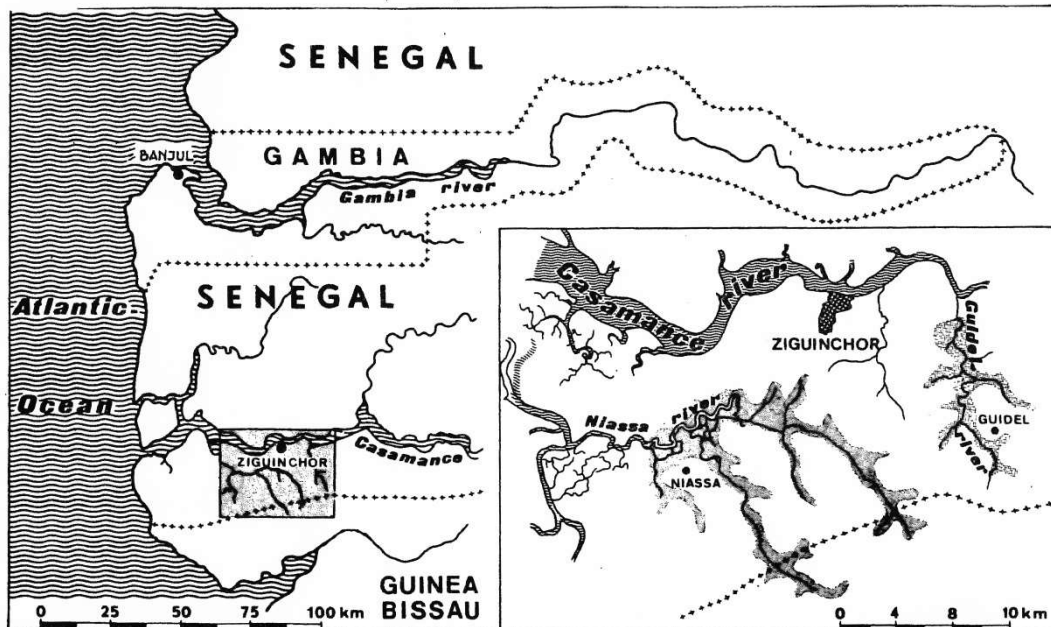 SENEGAL
BANJUL
GAMBIA
Gambia river
SENEGAL
Atlantic
Ocean
ZIGUINCHOR
Casamance
GUINEA
BISSAU
0 25 50 75 100 km
Casamance river
ZIGUINCHOR
Guidel river
GUIDEL
Niassa river
NIASSA
0 4 8 10 km